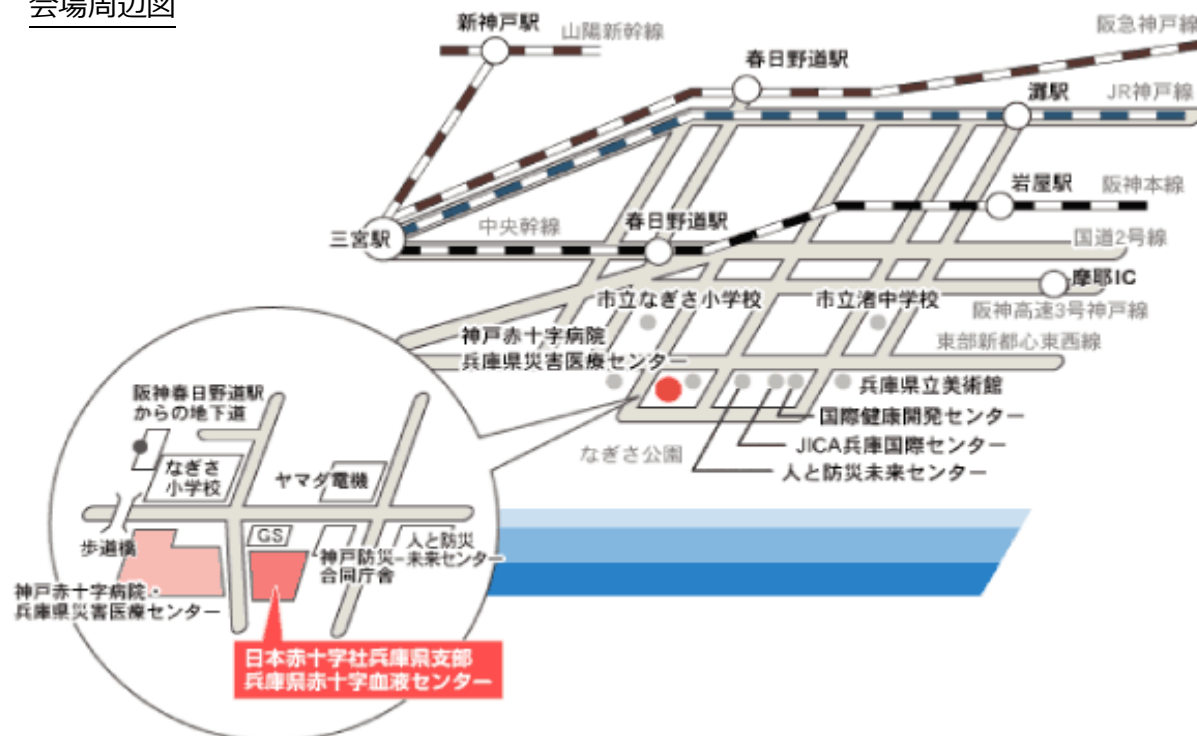 会場周辺図
新神戸駅
山陽新幹線
阪急神戸線
春日野道駅
灘駅
JR神戸線
岩屋駅
阪神本線
三宮駅
中央幹線
春日野道駅
国道2号線
摩耶IC
市立なぎさ小学校
市立渚中学校
阪神高速3号神戸線
神戸赤十字病院
兵庫県災害医療センター
東部新都心東西線
兵庫県立美術館
国際健康開発センター
JICA兵庫国際センター
人と防災未来センター
なぎさ公園
阪神春日野道駅
からの地下道
なぎさ
小学校
ヤマダ電機
GS
歩道橋
神戸防災
合同庁舎
人と防災
未来センター
神戸赤十字病院・
兵庫県災害医療センター
日本赤十字社兵庫県支部
兵庫県赤十字血液センター